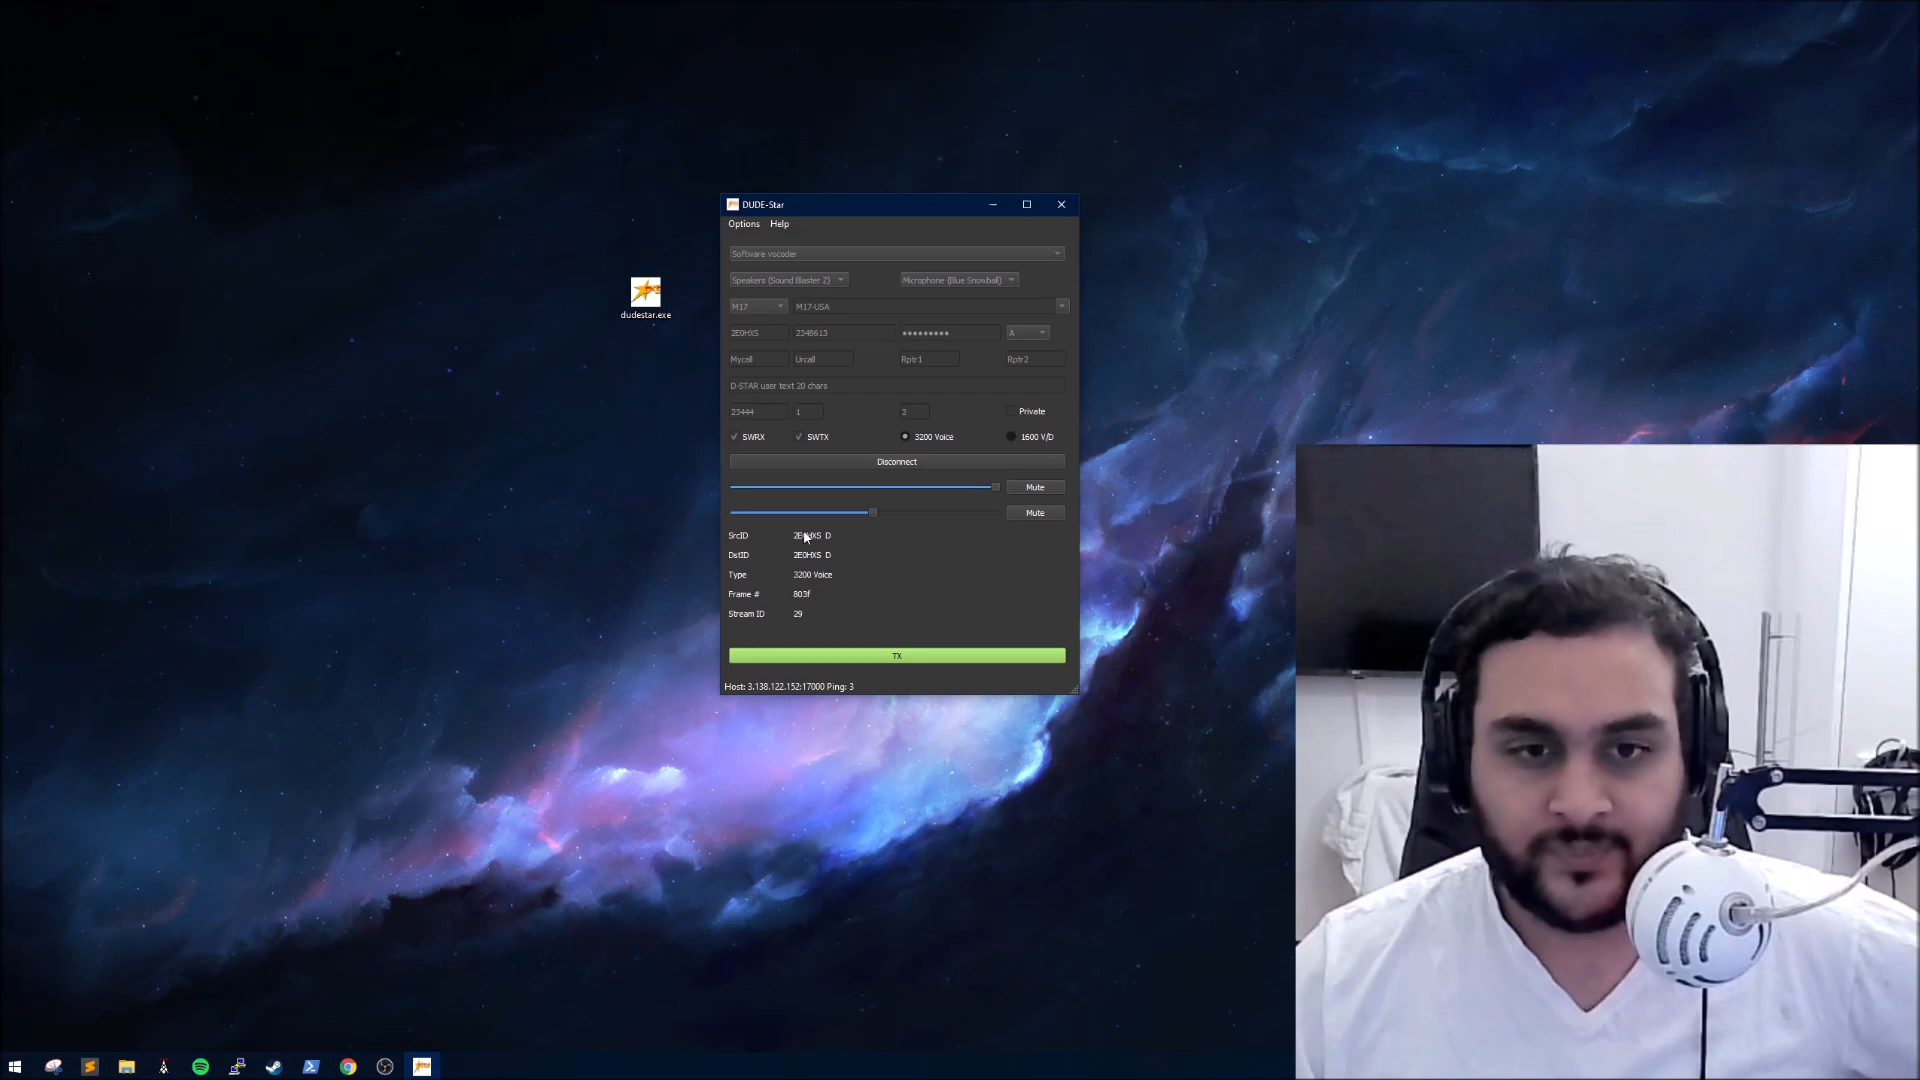 DUDE-Star
Options Help
Software vocoder
dudestar.exe
Speakers (Sound Blaster Z) Microphone (Blue Snowball)
M17 M17-USA
2E0HXS 2348613 ●●●●●●●●● A
Mycall Urcall Rptr1 Rptr2
D-STAR user text 20 chars
23444 1 2 Private
SWRX SWTX 3200 Voice 1600 V/D
Disconnect
Mute
Mute
SrcID 2E0HXS D
DstID 2E0HXS D
Type 3200 Voice
Frame # 803f
Stream ID 29
TX
Host: 3.138.122.152:17000 Ping: 3